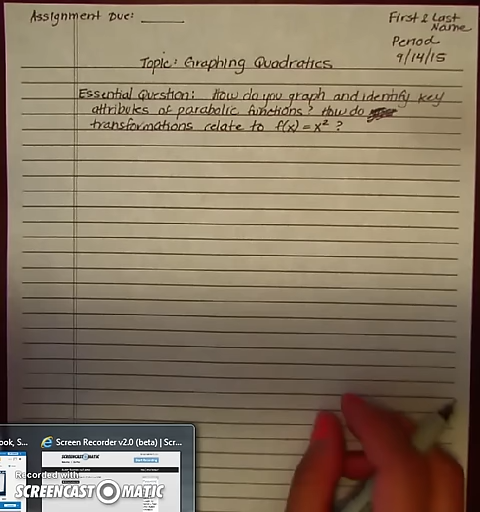 Assignment Due: ____
First & Last
Name
Period
9/14/15
Topic: Graphing Quadratics
Essential Question: How do you graph and identify key
attributes of parabolic functions? How do
transformations relate to f(x) = x² ?
ook, S...
Screen Recorder v2.0 (beta) | Scr...
Recorded with
SCREENCAST-O-MATIC